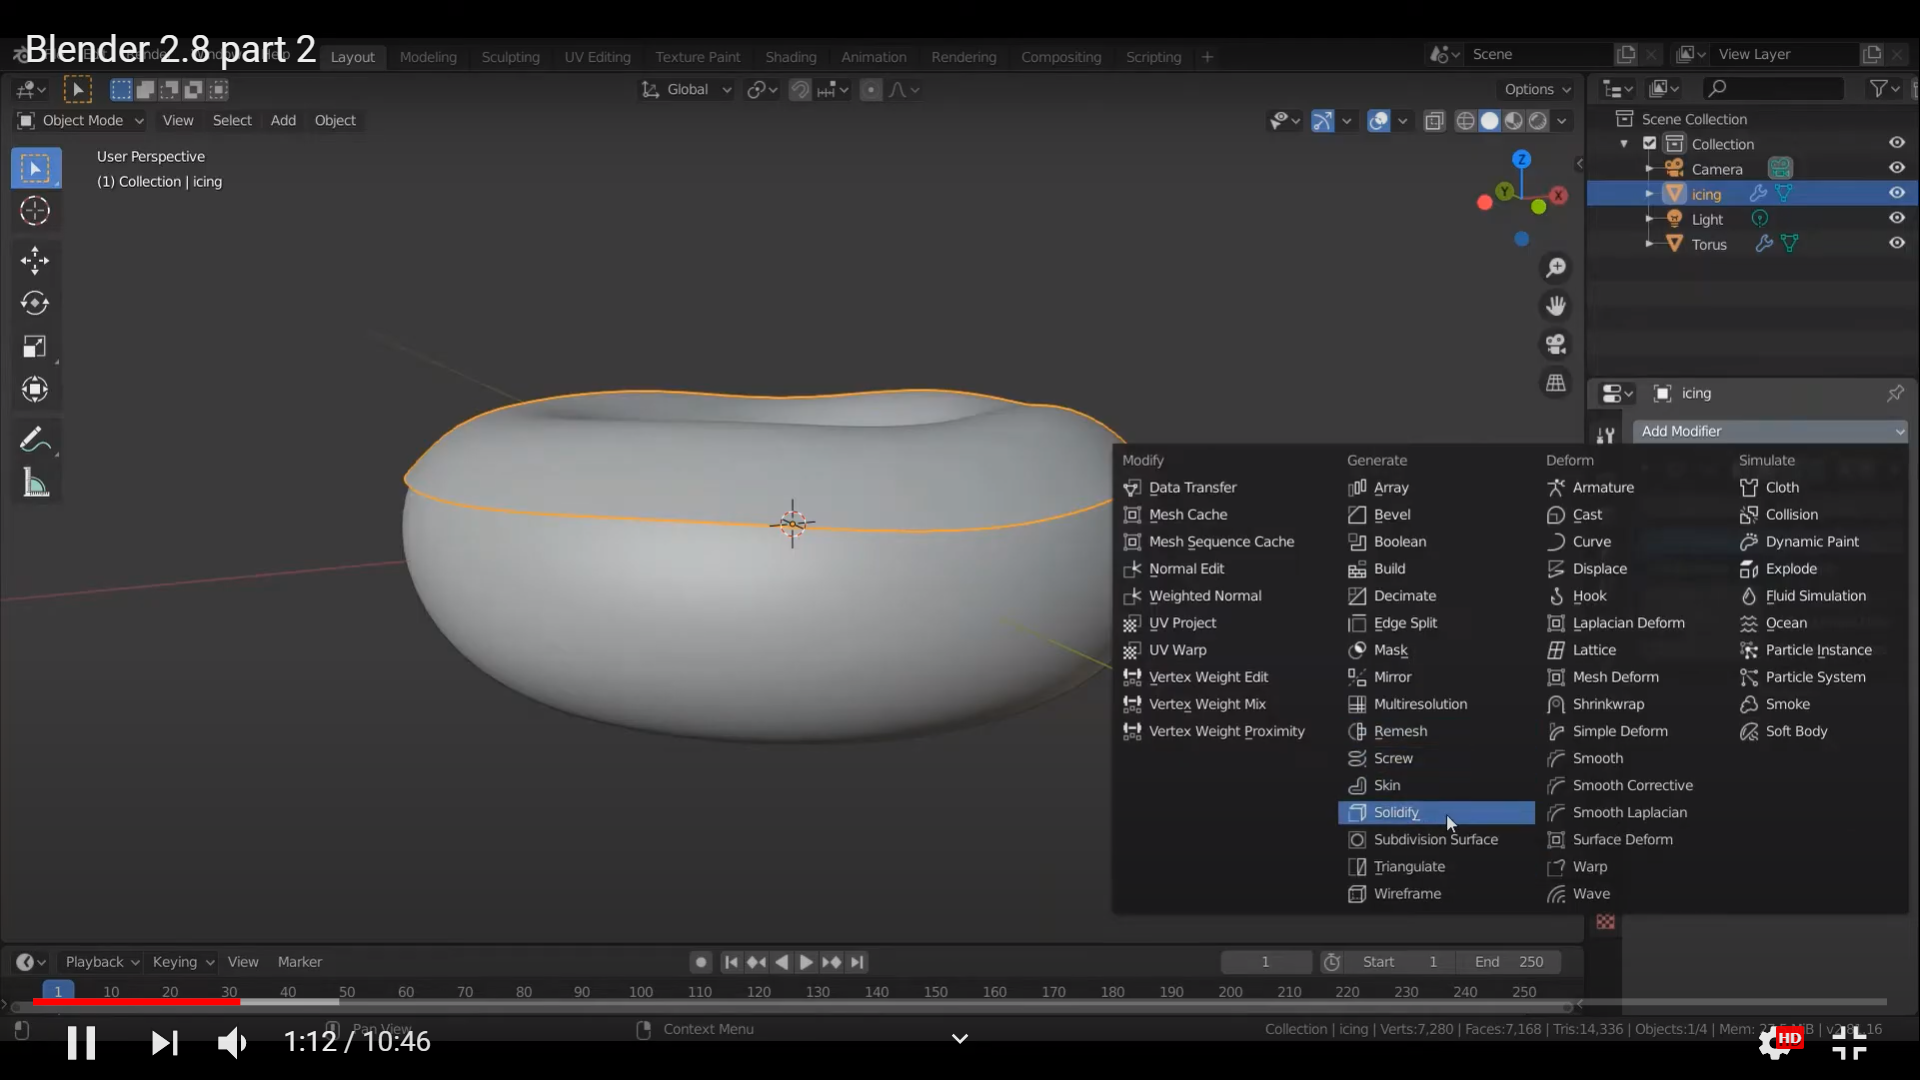 Blender 2.8 part 2
Layout Modeling Sculpting UV Editing Texture Paint Shading Animation Rendering Compositing Scripting +
Scene
View Layer
Global
Options
Object Mode View Select Add Object
User Perspective
(1) Collection | icing
Z
Y
X
Scene Collection
Collection
Camera
icing
Light
Torus
icing
Add Modifier
Modify
Data Transfer
Mesh Cache
Mesh Sequence Cache
Normal Edit
Weighted Normal
UV Project
UV Warp
Vertex Weight Edit
Vertex Weight Mix
Vertex Weight Proximity
Generate
Array
Bevel
Boolean
Build
Decimate
Edge Split
Mask
Mirror
Multiresolution
Remesh
Screw
Skin
Solidify
Subdivision Surface
Triangulate
Wireframe
Deform
Armature
Cast
Curve
Displace
Hook
Laplacian Deform
Lattice
Mesh Deform
Shrinkwrap
Simple Deform
Smooth
Smooth Corrective
Smooth Laplacian
Surface Deform
Warp
Wave
Simulate
Cloth
Collision
Dynamic Paint
Explode
Fluid Simulation
Ocean
Particle Instance
Particle System
Smoke
Soft Body
Playback Keying View Marker
1
Start 1
End 250
1 10 20 30 40 50 60 70 80 90 100 110 120 130 140 150 160 170 180 190 200 210 220 230 240 250
Pan View
Context Menu
Collection | icing | Verts:7,280 | Faces:7,168 | Tris:14,336 | Objects:1/4 | Mem:
1:12 / 10:46
HD